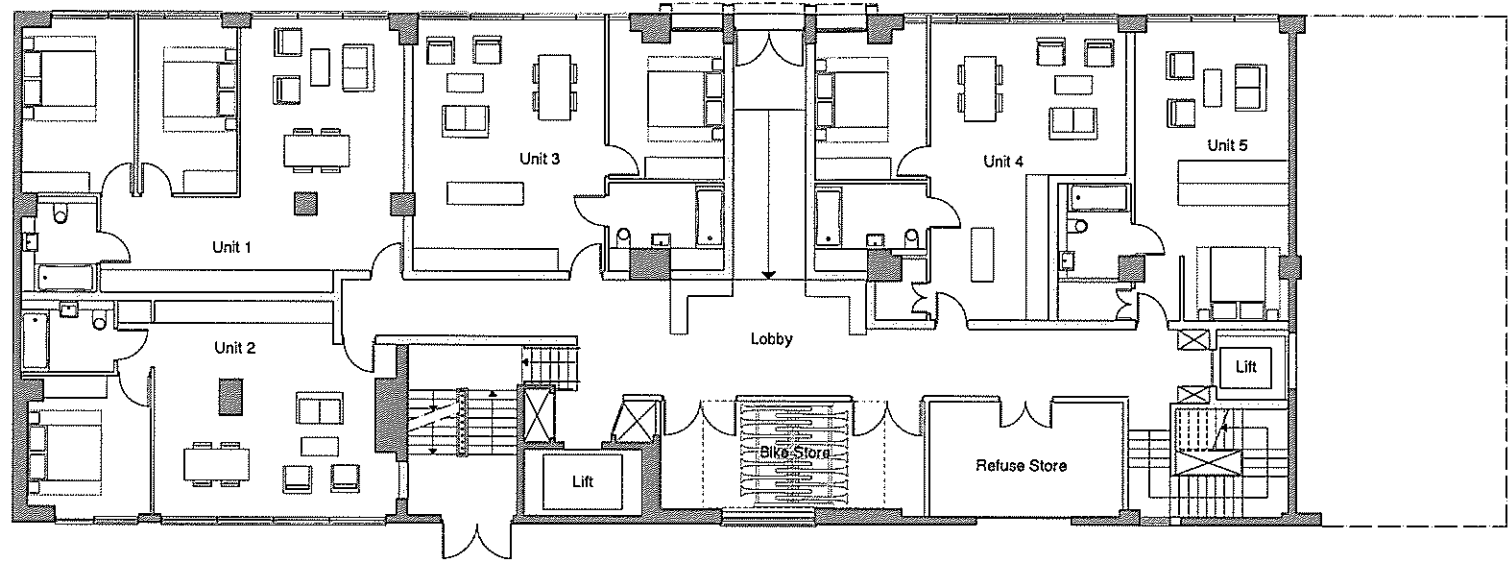 Unit 3
Unit 4
Unit 5
Unit 1
Unit 2
Lobby
Lift
Bike Store
Refuse Store
Lift